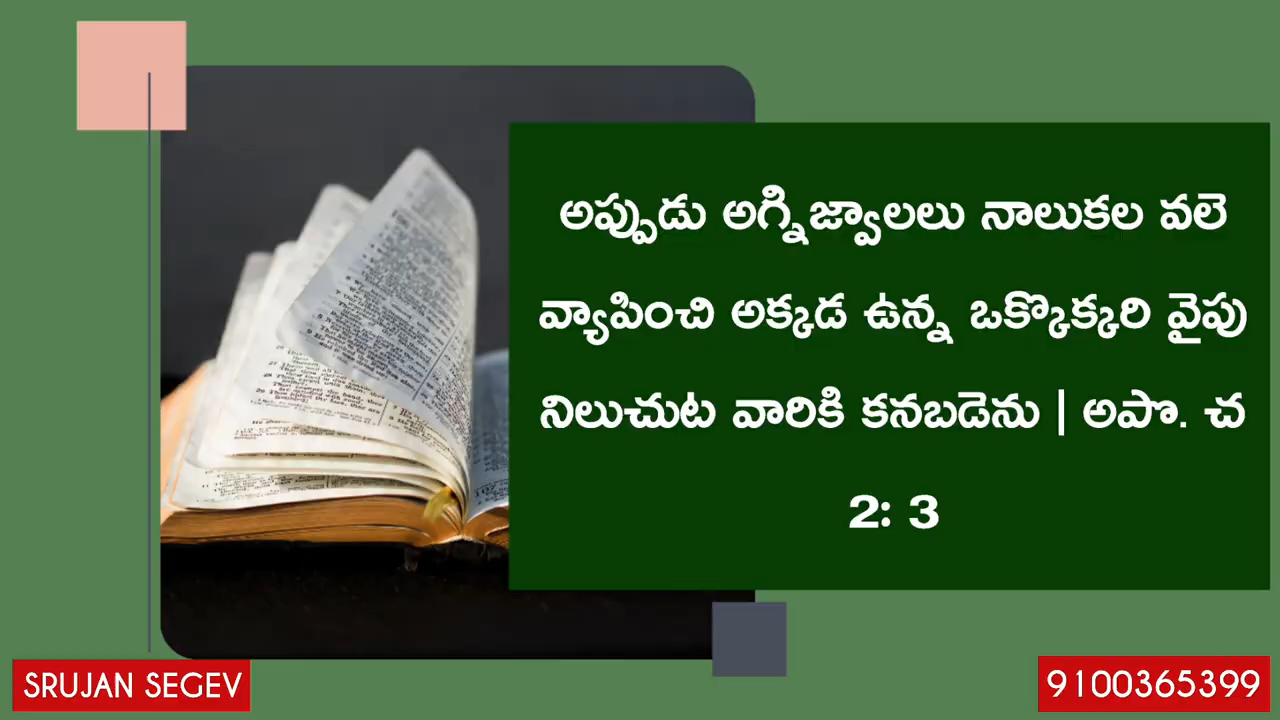 అప్పుడు అగ్నిజ్వాలలు నాలుకల వలె
వ్యాపించి అక్కడ ఉన్న ఒక్కొక్కరి వైపు
నిలుచుట వారికి కనబడెను | అపొ. చ
2: 3
SRUJAN SEGEV
9100365399